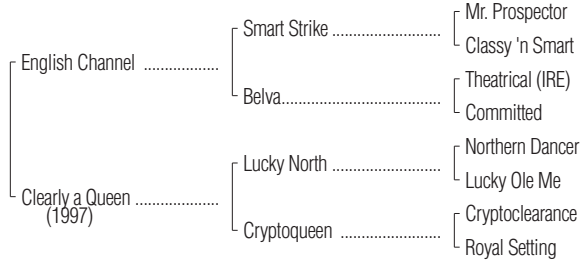 Mr. Prospector
Smart Strike ........................
Classy 'n Smart
English Channel .................
Theatrical (IRE)
Belva...................................
Committed
Northern Dancer
Lucky North ........................
Lucky Ole Me
Clearly a Queen ...................
(1997)
Cryptoclearance
Cryptoqueen ......................
Royal Setting